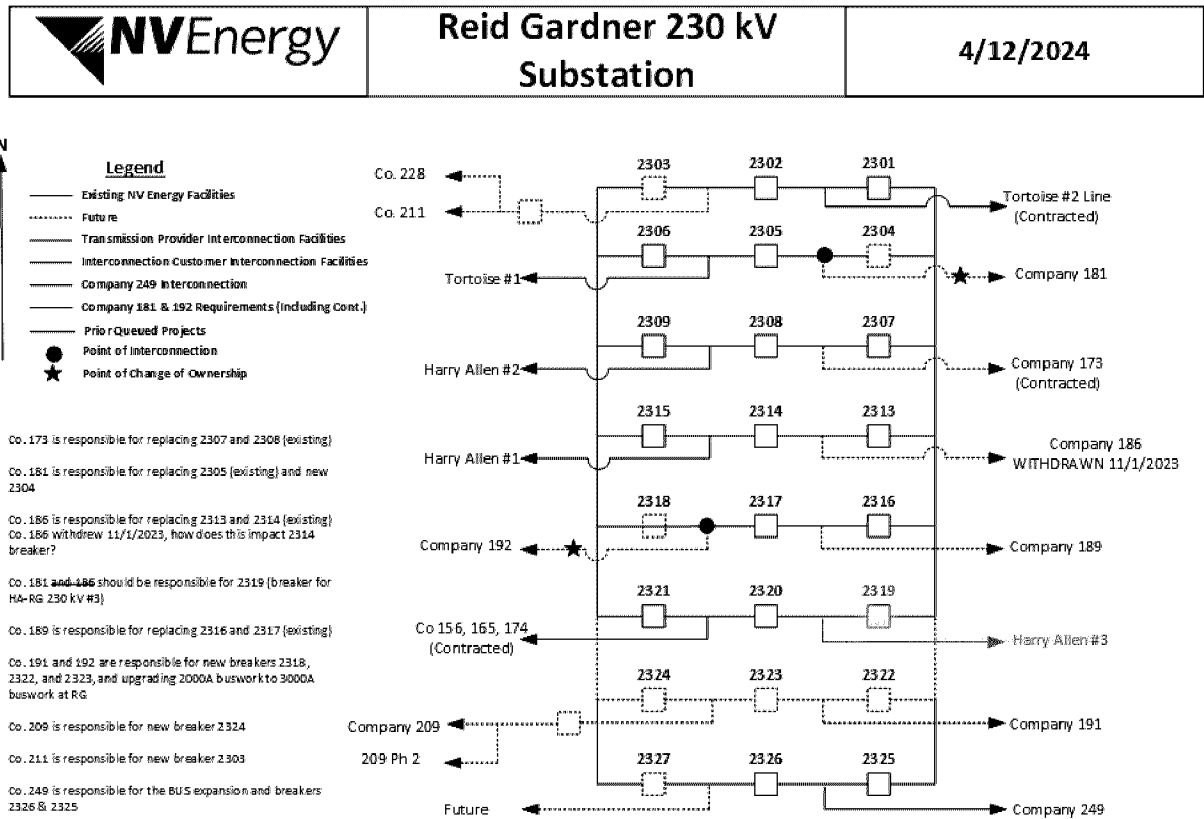 NVEnergy
Reid Gardner 230 kV
Substation
4/12/2024
N
Legend
Existing NV Energy Facilities
Future
Transmission Provider Interconnection Facilities
Interconnection Customer Interconnection Facilities
Company 249 Interconnection
Company 181 & 192 Requirements (Including Cont.)
Prior Queued Projects
Point of Interconnection
Point of Change of Ownership
Co. 173 is responsible for replacing 2307 and 2308 (existing)
Co. 181 is responsible for replacing 2305 (existing) and new
2304
Co. 186 is responsible for replacing 2313 and 2314 (existing)
Co. 186 withdrew 11/1/2023, how does this impact 2314
breaker?
Co. 181 and 186 should be responsible for 2319 (breaker for
HA-RG 230 kV #3)
Co. 189 is responsible for replacing 2316 and 2317 (existing)
Co. 191 and 192 are responsible for new breakers 2318,
2322, and 2323, and upgrading 2000A buswork to 3000A
buswork at RG
Co. 209 is responsible for new breaker 2324
Co. 211 is responsible for new breaker 2303
Co. 249 is responsible for the BUS expansion and breakers
2326 & 2325
2303 2302 2301
Co. 228
Co. 211
Tortoise #2 Line
(Contracted)
2306 2305 2304
Tortoise #1
Company 181
2309 2308 2307
Harry Allen #2
Company 173
(Contracted)
2315 2314 2313
Harry Allen #1
Company 186
WITHDRAWN 11/1/2023
2318 2317 2316
Company 192
Company 189
2321 2320 2319
Co 156, 165, 174
(Contracted)
Harry Allen #3
2324 2323 2322
Company 209
209 Ph 2
Company 191
2327 2326 2325
Future
Company 249